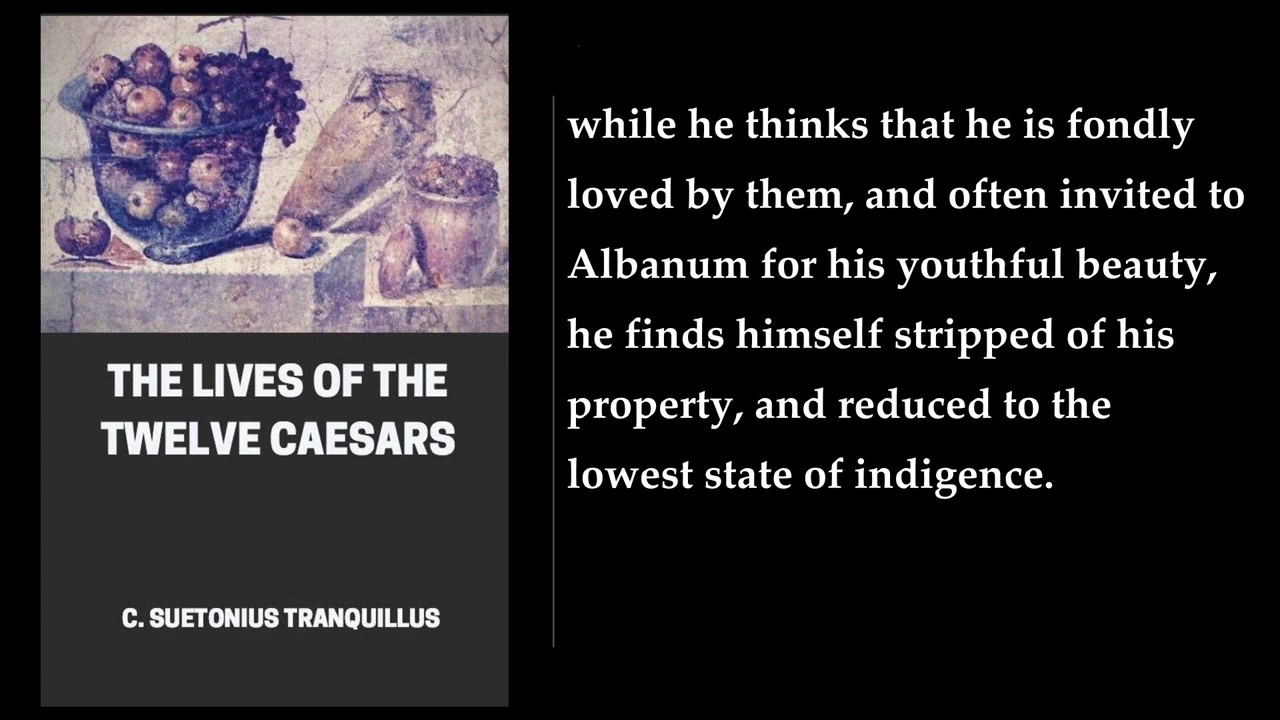 THE LIVES OF THE
TWELVE CAESARS
C. SUETONIUS TRANQUILLUS
while he thinks that he is fondly
loved by them, and often invited to
Albanum for his youthful beauty,
he finds himself stripped of his
property, and reduced to the
lowest state of indigence.